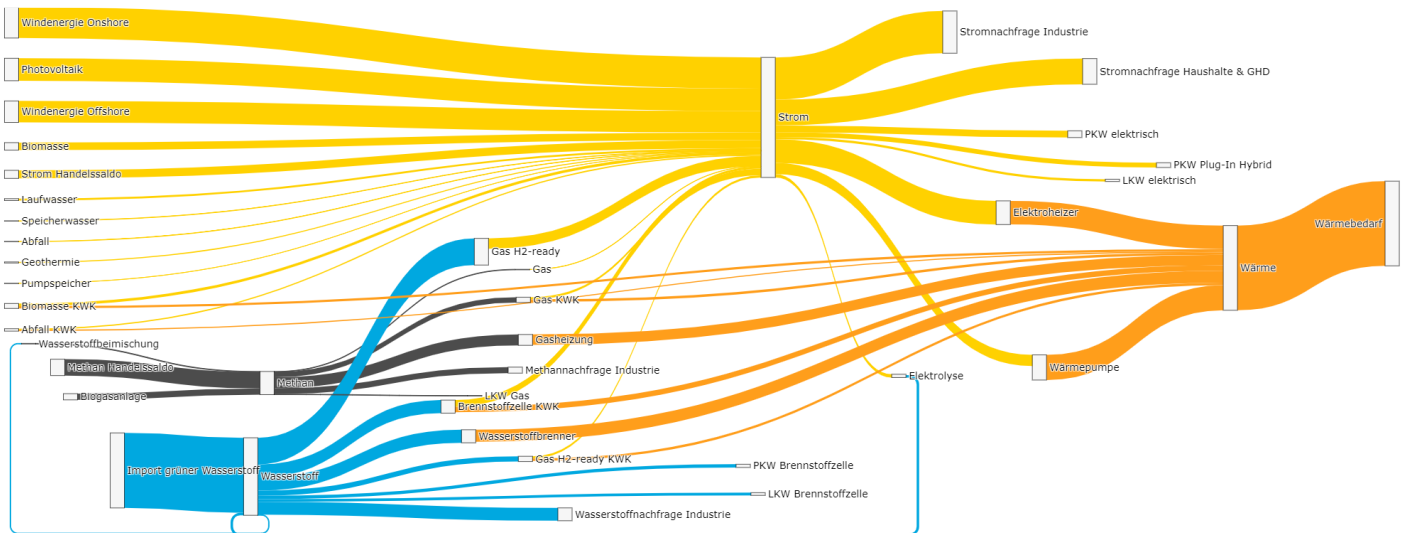 Windenergie Onshore
Photovoltaik
Windenergie Offshore
Biomasse
Strom Handelssaldo
Laufwasser
Speicherwasser
Abfall
Geothermie
Pumpspeicher
Biomasse KWK
Abfall KWK
Wasserstoffbeimischung
Methan Handelssaldo
Biogasanlage
Import grüner Wasserstoff
Methan
Wasserstoff
Gas H2-ready
Gas
Gas KWK
Gasheizung
Methannachfrage Industrie
LKW Gas
Brennstoffzelle KWK
Wasserstoffbrenner
Gas H2-ready KWK
PKW Brennstoffzelle
LKW Brennstoffzelle
Wasserstoffnachfrage Industrie
Strom
Stromnachfrage Industrie
Stromnachfrage Haushalte & GHD
PKW elektrisch
PKW Plug-In Hybrid
LKW elektrisch
Elektroheizer
Wärmepumpe
Elektrolyse
Wärme
Wärmebedarf